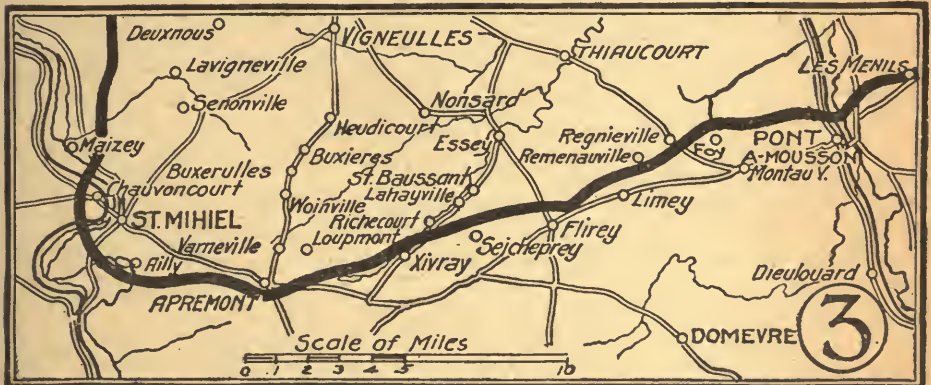 Deuxnous
VIGNEULLES
THIAUCOURT
LES MENILS
Lavigneville
Senonville
Nonsard
Heudicourt
Essey
Regnieville
Fey
PONT
A-MOUSSON
Maizey
Buxieres
Remenauville
Montau V.
Buxerulles
St. Baussant
Chauvoncourt
Lahayville
Woinville
Limey
ST. MIHIEL
Richecourt
Flirey
Varneville
Loupmont
Seicheprey
Ailly
Xivray
Dieulouard
APREMONT
3
DOMEVRE
Scale of Miles
0 1 2 3 4 5 10